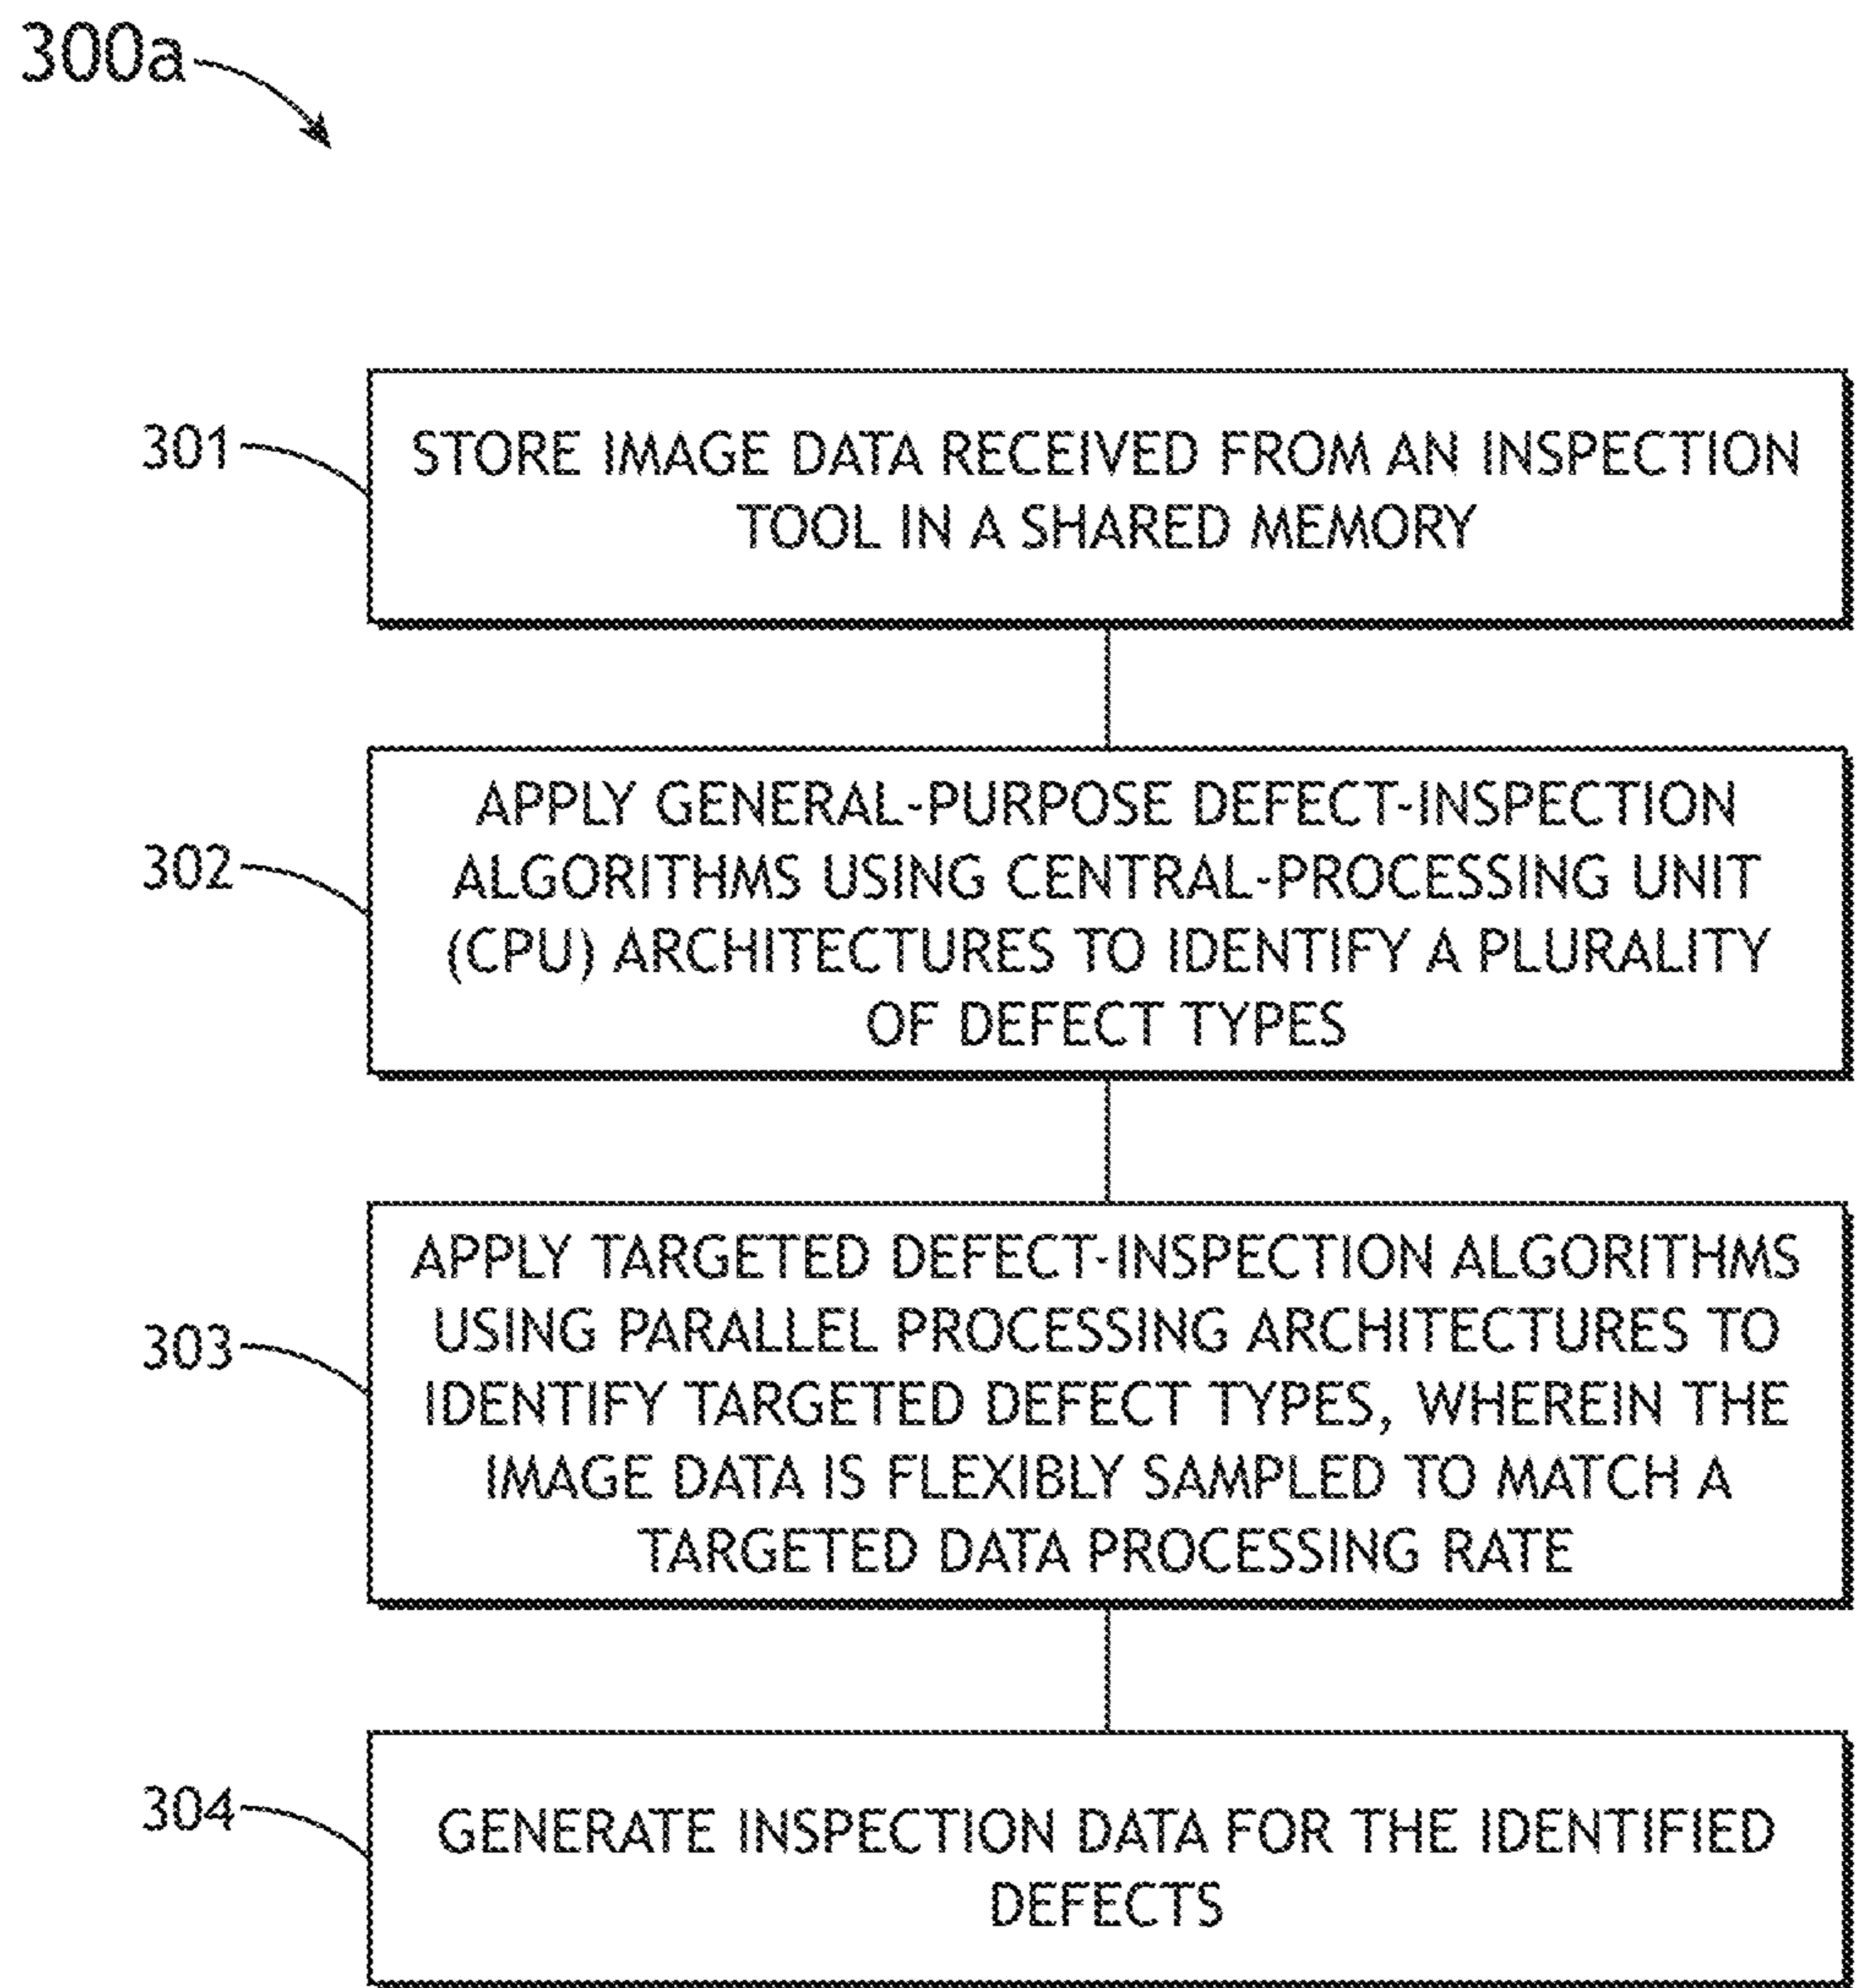 300a
301
STORE IMAGE DATA RECEIVED FROM AN INSPECTION
TOOL IN A SHARED MEMORY
302
APPLY GENERAL-PURPOSE DEFECT-INSPECTION
ALGORITHMS USING CENTRAL-PROCESSING UNIT
(CPU) ARCHITECTURES TO IDENTIFY A PLURALITY
OF DEFECT TYPES
303
APPLY TARGETED DEFECT-INSPECTION ALGORITHMS
USING PARALLEL PROCESSING ARCHITECTURES TO
IDENTIFY TARGETED DEFECT TYPES, WHEREIN THE
IMAGE DATA IS FLEXIBLY SAMPLED TO MATCH A
TARGETED DATA PROCESSING RATE
304
GENERATE INSPECTION DATA FOR THE IDENTIFIED
DEFECTS